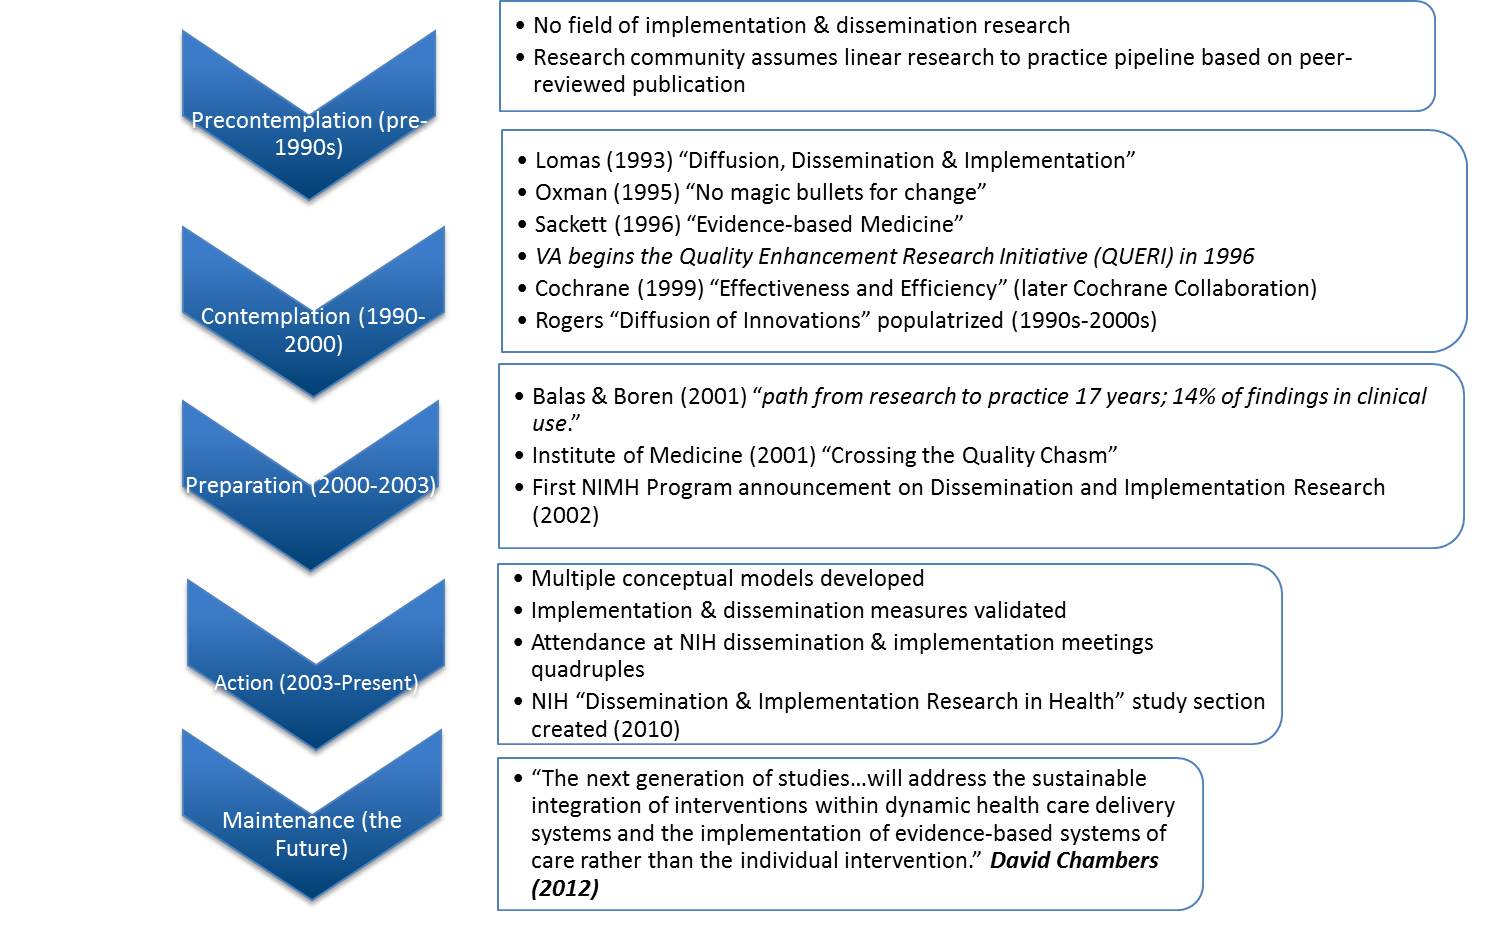 Precontemplation (pre-
1990s)
• No field of implementation & dissemination research
• Research community assumes linear research to practice pipeline based on peer-
reviewed publication
Contemplation (1990-
2000)
• Lomas (1993) “Diffusion, Dissemination & Implementation”
• Oxman (1995) “No magic bullets for change”
• Sackett (1996) “Evidence-based Medicine”
• VA begins the Quality Enhancement Research Initiative (QUERI) in 1996
• Cochrane (1999) “Effectiveness and Efficiency” (later Cochrane Collaboration)
• Rogers “Diffusion of Innovations” populatrized (1990s-2000s)
Preparation (2000-2003)
• Balas & Boren (2001) “path from research to practice 17 years; 14% of findings in clinical
use.”
• Institute of Medicine (2001) “Crossing the Quality Chasm”
• First NIMH Program announcement on Dissemination and Implementation Research
(2002)
Action (2003-Present)
• Multiple conceptual models developed
• Implementation & dissemination measures validated
• Attendance at NIH dissemination & implementation meetings
quadruples
• NIH “Dissemination & Implementation Research in Health” study section
created (2010)
Maintenance (the
Future)
• “The next generation of studies…will address the sustainable
integration of interventions within dynamic health care delivery
systems and the implementation of evidence-based systems of
care rather than the individual intervention.” David Chambers
(2012)